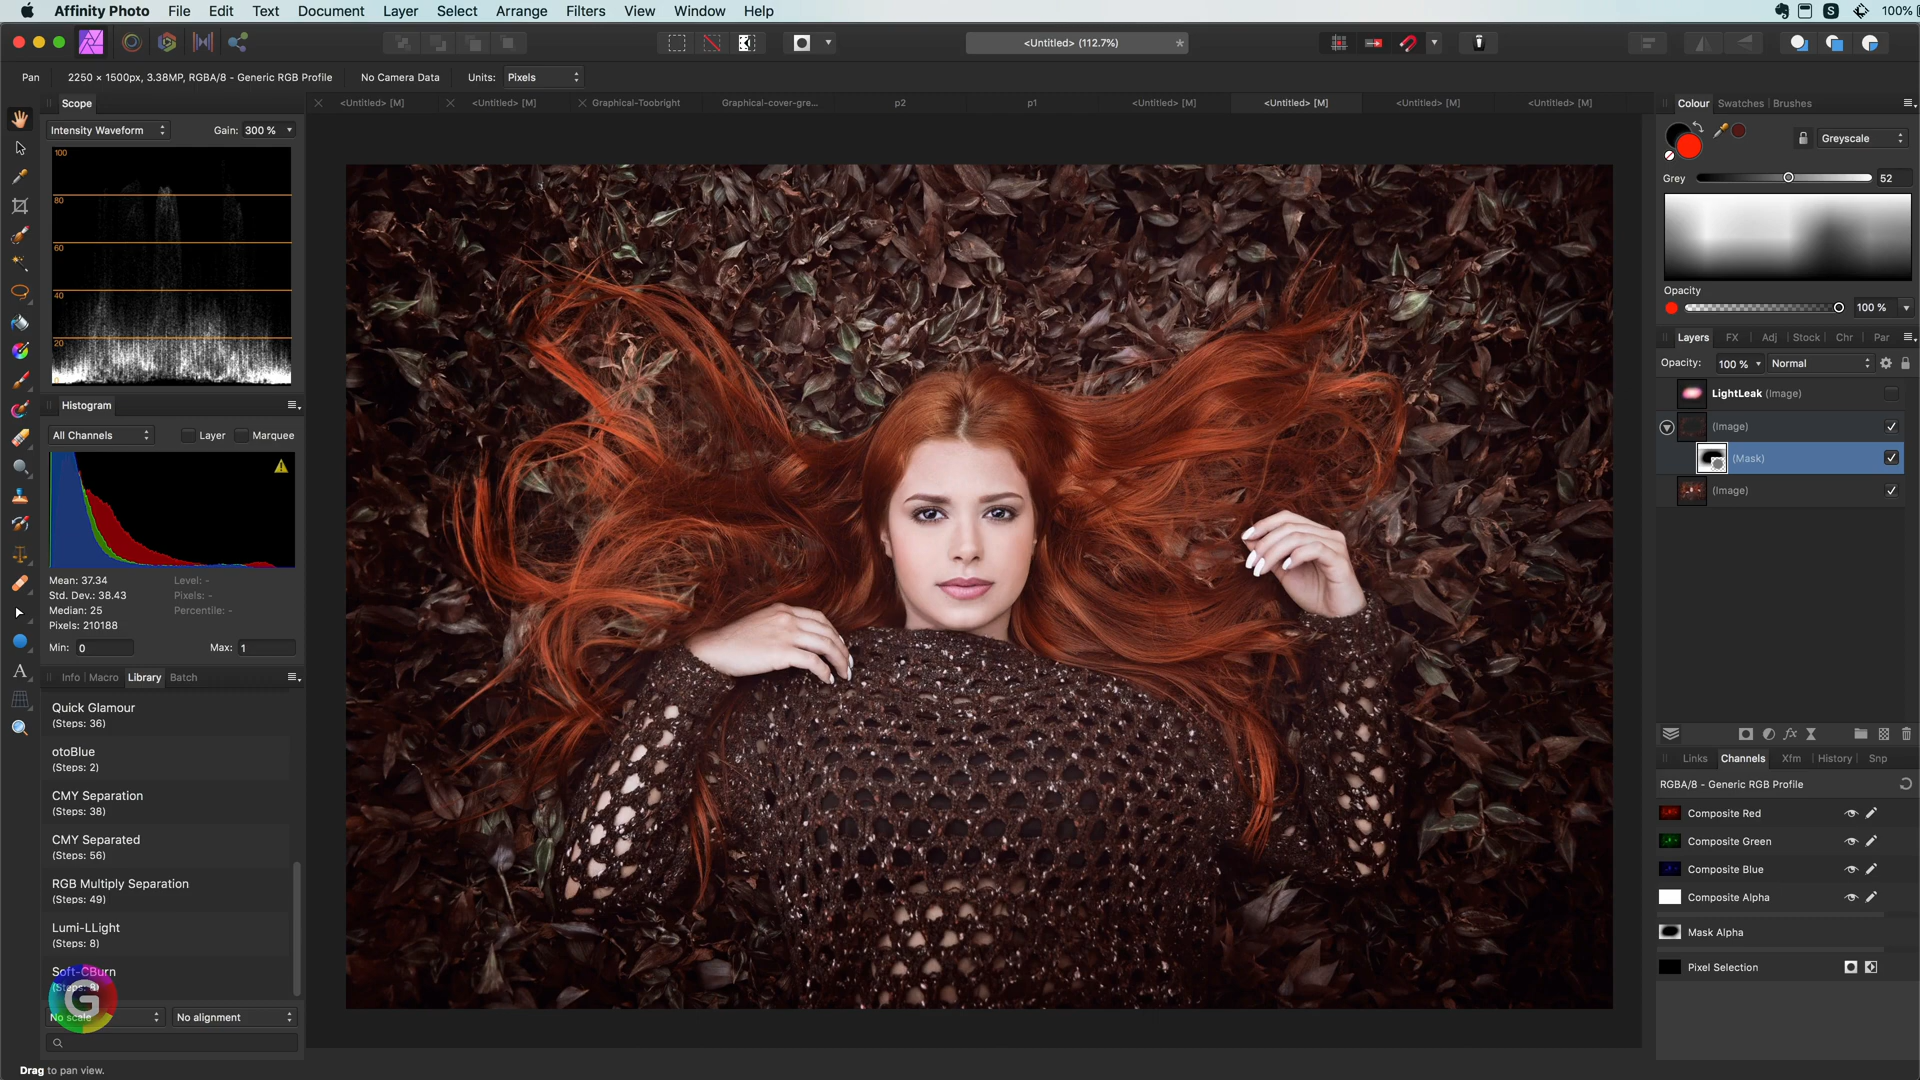 Affinity Photo File Edit Text Document Layer Select Arrange Filters View Window Help
S 100%
<Untitled> (112.7%)
*
Pan 2250 × 1500px, 3.38MP, RGBA/8 - Generic RGB Profile No Camera Data Units: Pixels
<Untitled> [M] <Untitled> [M] Graphical-Toobright Graphical-cover-gre... p2 p1 <Untitled> [M] <Untitled> [M] <Untitled> [M] <Untitled> [M]
Scope
Intensity Waveform Gain: 300 %
100
80
60
40
20
Histogram
All Channels Layer Marquee
Mean: 37.34 Level: -
Std. Dev.: 38.43 Pixels: -
Median: 25 Percentile: -
Pixels: 210188
Min: 0 Max: 1
Info Macro Library Batch
Quick Glamour
(Steps: 36)
otoBlue
(Steps: 2)
CMY Separation
(Steps: 38)
CMY Separated
(Steps: 56)
RGB Multiply Separation
(Steps: 49)
Lumi-LLight
(Steps: 8)
Soft-CBurn
(Steps: 8)
G
No scale No alignment
Drag to pan view.
A
Colour Swatches Brushes
Greyscale
Grey 52
Opacity
100 %
Layers FX Adj Stock Chr Par
Opacity: 100 % Normal
LightLeak (Image)
(Image)
(Mask)
(Image)
fx
Links Channels Xfm History Snp
RGBA/8 - Generic RGB Profile
Composite Red
Composite Green
Composite Blue
Composite Alpha
Mask Alpha
Pixel Selection